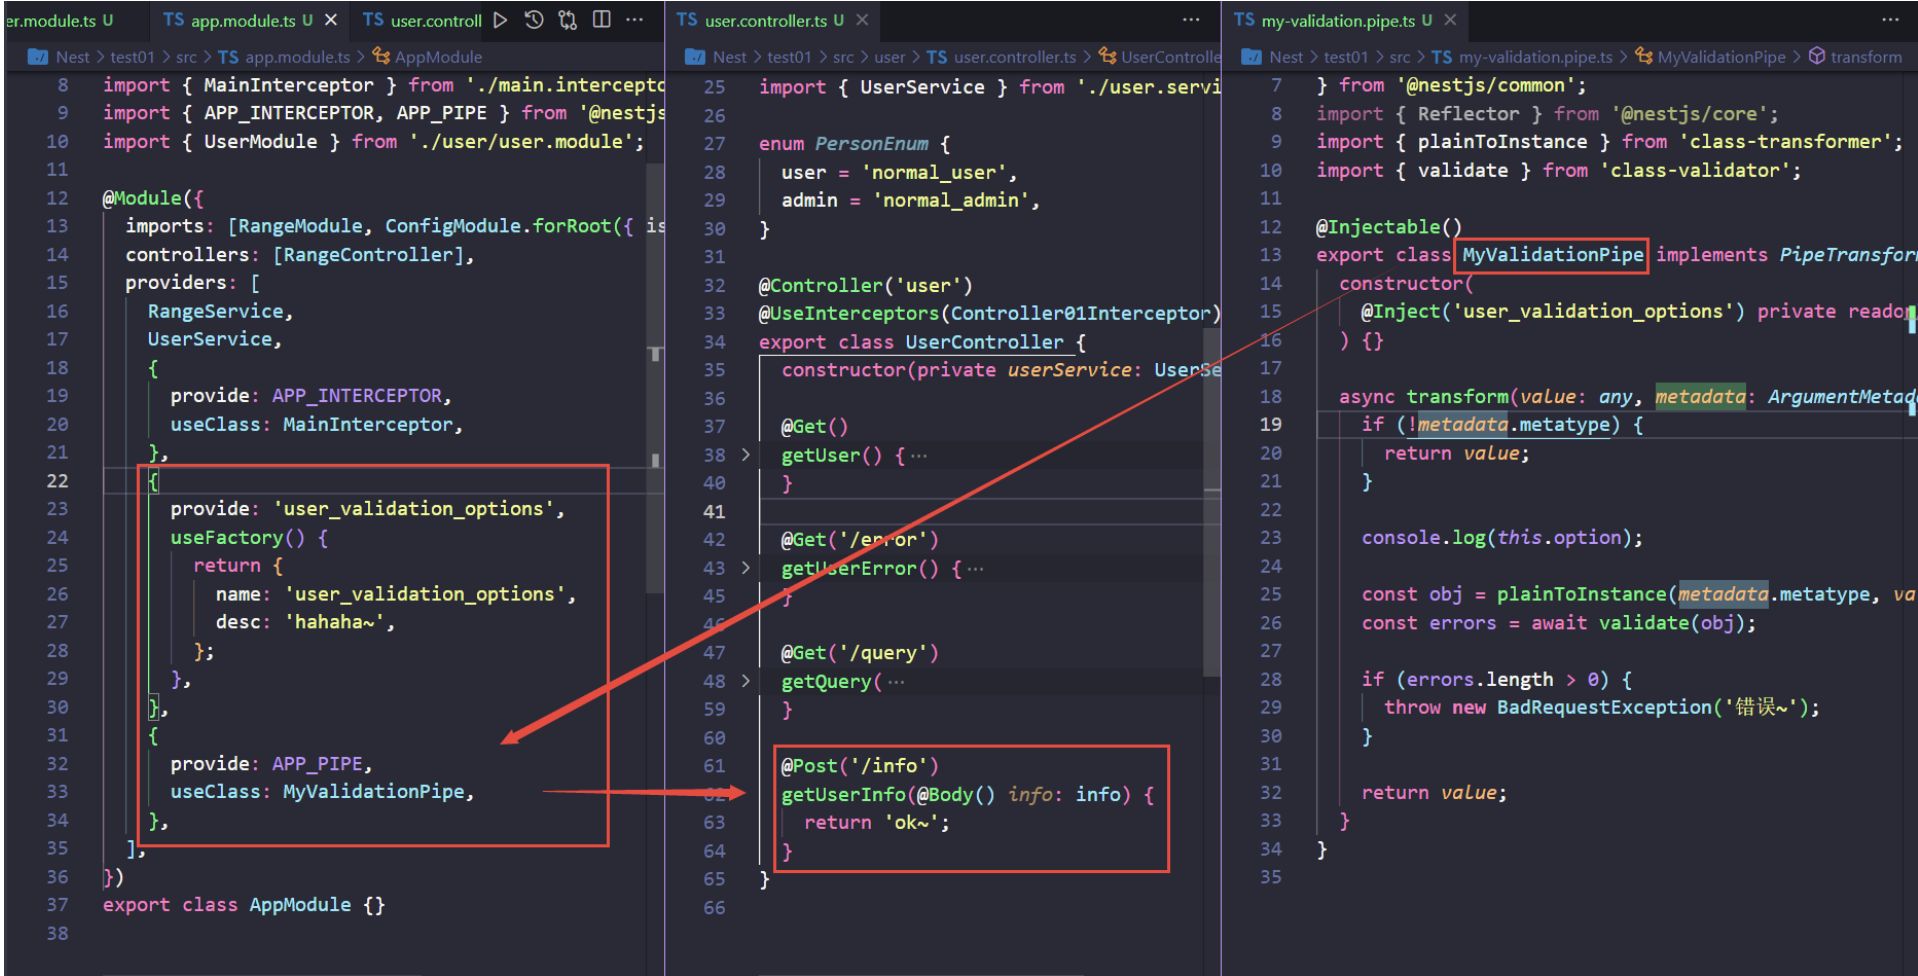 er.module.ts U
TS app.module.ts U
TS user.controll
Nest > test01 > src > TS app.module.ts > AppModule
8 import { MainInterceptor } from './main.intercepto
9 import { APP_INTERCEPTOR, APP_PIPE } from '@nestjs
10 import { UserModule } from './user/user.module';
11
12 @Module({
13 imports: [RangeModule, ConfigModule.forRoot({ is
14 controllers: [RangeController],
15 providers: [
16 RangeService,
17 UserService,
18 {
19 provide: APP_INTERCEPTOR,
20 useClass: MainInterceptor,
21 },
22 {
23 provide: 'user_validation_options',
24 useFactory() {
25 return {
26 name: 'user_validation_options',
27 desc: 'hahaha~',
28 };
29 },
30 },
31 {
32 provide: APP_PIPE,
33 useClass: MyValidationPipe,
34 },
35 ],
36 })
37 export class AppModule {}
38
TS user.controller.ts U
Nest > test01 > src > user > TS user.controller.ts > UserControlle
25 import { UserService } from './user.servi
26
27 enum PersonEnum {
28 user = 'normal_user',
29 admin = 'normal_admin',
30 }
31
32 @Controller('user')
33 @UseInterceptors(Controller01Interceptor)
34 export class UserController {
35 constructor(private userService: UserSe
36
37 @Get()
38 getUser() {···
40 }
41
42 @Get('/error')
43 getUserError() {···
45 }
46
47 @Get('/query')
48 getQuery(···
59 }
60
61 @Post('/info')
62 getUserInfo(@Body() info: info) {
63 return 'ok~';
64 }
65 }
66
TS my-validation.pipe.ts U
Nest > test01 > src > TS my-validation.pipe.ts > MyValidationPipe > transform
7 } from '@nestjs/common';
8 import { Reflector } from '@nestjs/core';
9 import { plainToInstance } from 'class-transformer';
10 import { validate } from 'class-validator';
11
12 @Injectable()
13 export class MyValidationPipe implements PipeTransfor
14 constructor(
15 @Inject('user_validation_options') private reado
16 ) {}
17
18 async transform(value: any, metadata: ArgumentMetad
19 if (!metadata.metatype) {
20 return value;
21 }
22
23 console.log(this.option);
24
25 const obj = plainToInstance(metadata.metatype, va
26 const errors = await validate(obj);
27
28 if (errors.length > 0) {
29 throw new BadRequestException('错误~');
30 }
31
32 return value;
33 }
34 }
35